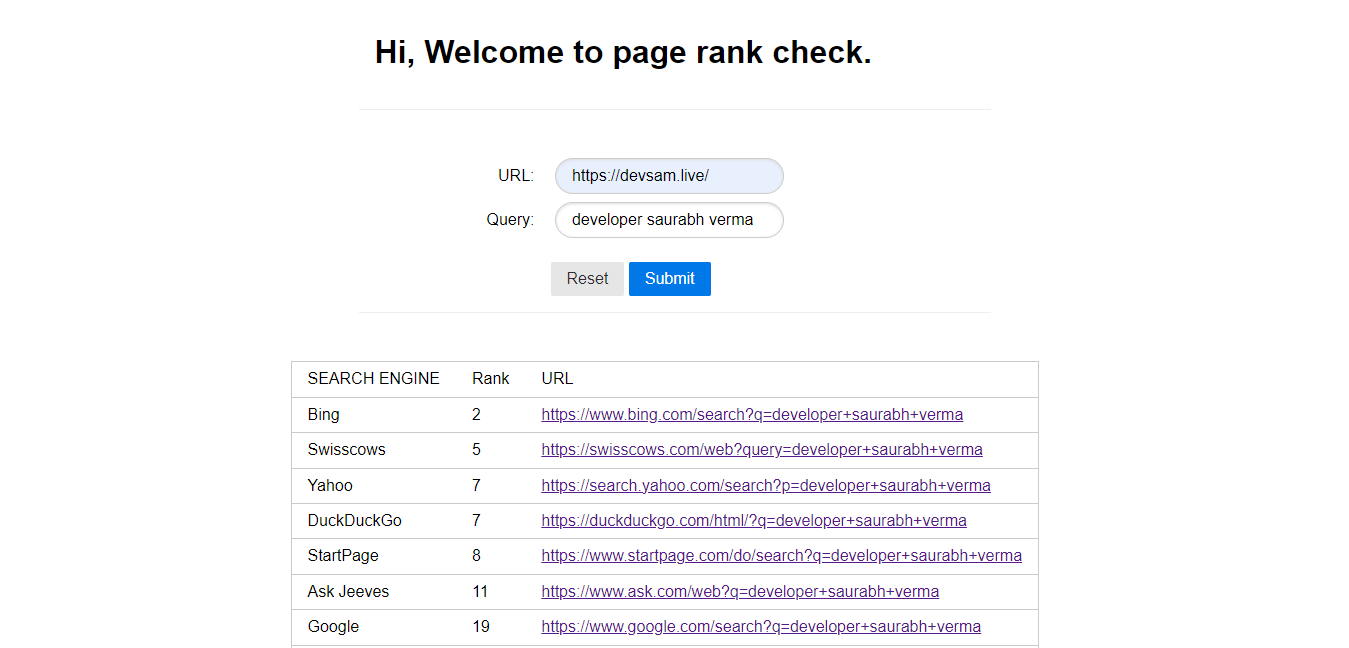 Hi, Welcome to page rank check.
URL: https://devsam.live/
Query: developer saurabh verma
Reset Submit
SEARCH ENGINE Rank URL
Bing 2 https://www.bing.com/search?q=developer+saurabh+verma
Swisscows 5 https://swisscows.com/web?query=developer+saurabh+verma
Yahoo 7 https://search.yahoo.com/search?p=developer+saurabh+verma
DuckDuckGo 7 https://duckduckgo.com/html/?q=developer+saurabh+verma
StartPage 8 https://www.startpage.com/do/search?q=developer+saurabh+verma
Ask Jeeves 11 https://www.ask.com/web?q=developer+saurabh+verma
Google 19 https://www.google.com/search?q=developer+saurabh+verma